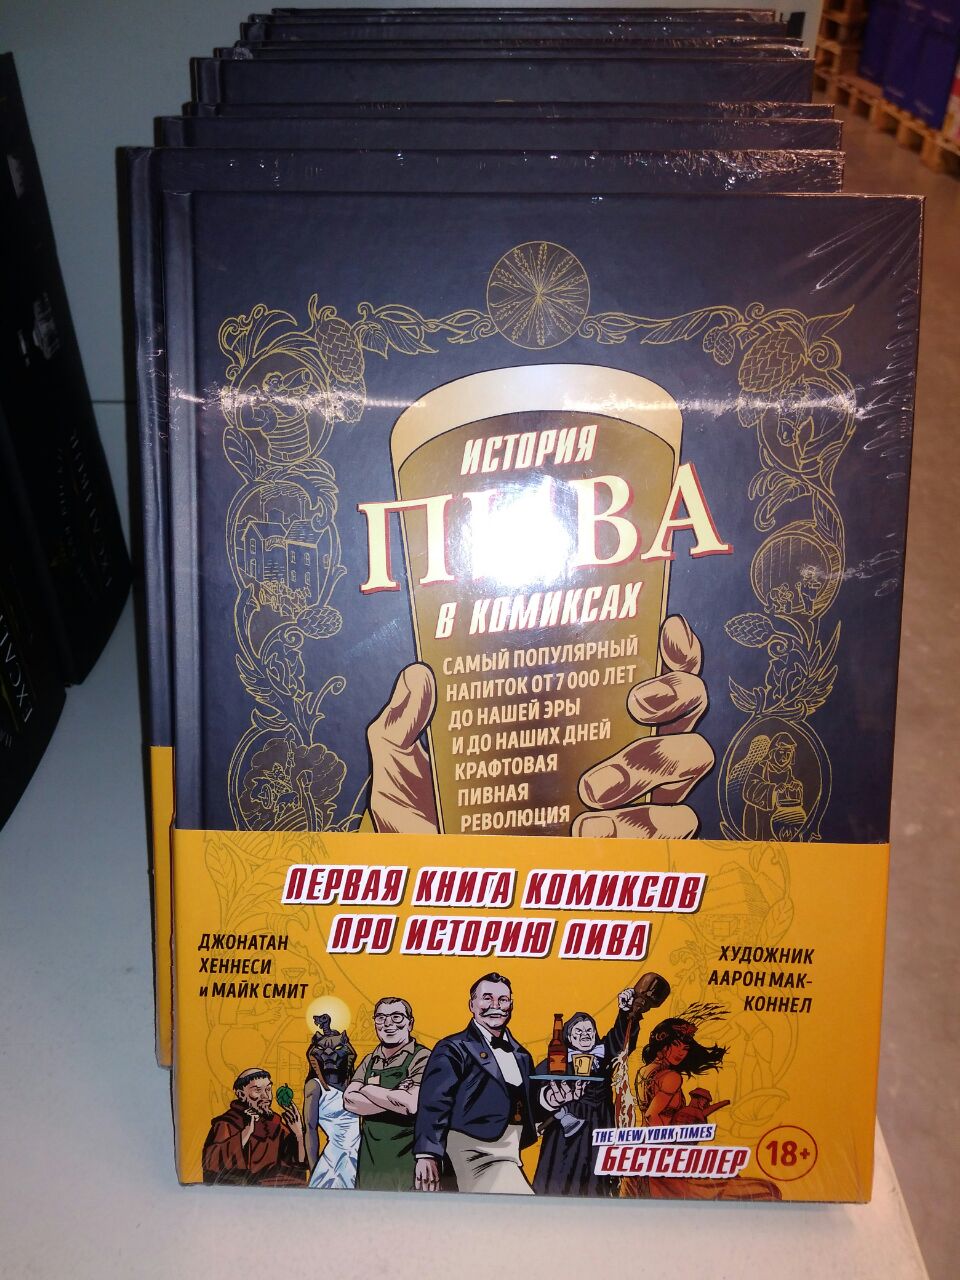 ИСТОРИЯ
ПИВА
В КОМИКСАХ
САМЫЙ ПОПУЛЯРНЫЙ
НАПИТОК ОТ 7 000 ЛЕТ
ДО НАШЕЙ ЭРЫ
И ДО НАШИХ ДНЕЙ
КРАФТОВАЯ
ПИВНАЯ
РЕВОЛЮЦИЯ
ПЕРВАЯ КНИГА КОМИКСОВ
ПРО ИСТОРИЮ ПИВА
ДЖОНАТАН
ХЕННЕСИ
И МАЙК СМИТ
ХУДОЖНИК
ААРОН МАК-
КОННЕЛ
THE NEW YORK TIMES
БЕСТСЕЛЛЕР
18+